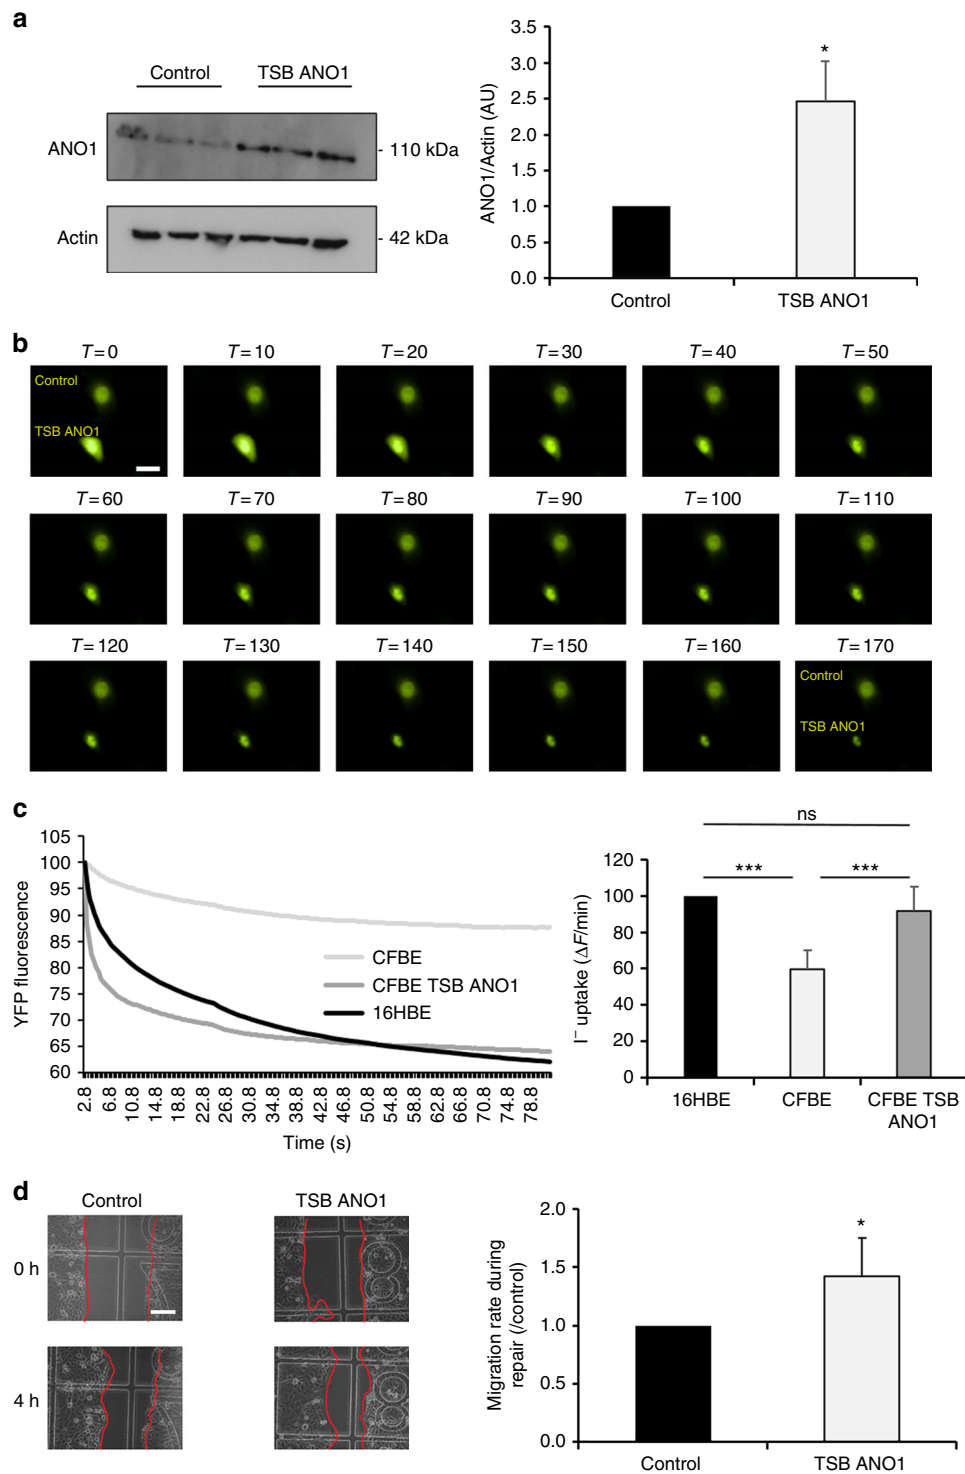 a
Control
TSB ANO1
ANO1
- 110 kDa
Actin
- 42 kDa
ANO1/Actin (AU)
3.5
3.0
2.5
2.0
1.5
1.0
0.5
0.0
*
Control
TSB ANO1
b
T=0
T=10
T=20
T=30
T=40
T=50
Control
TSB ANO1
T=60
T=70
T=80
T=90
T=100
T=110
T=120
T=130
T=140
T=150
T=160
T=170
Control
TSB ANO1
c
YFP fluorescence
105
100
95
90
85
80
75
70
65
60
CFBE
CFBE TSB ANO1
16HBE
2.8 6.8 10.8 14.8 18.8 22.8 26.8 30.8 34.8 38.8 42.8 46.8 50.8 54.8 58.8 62.8 66.8 70.8 74.8 78.8
Time (s)
I⁻ uptake (ΔF/min)
120
100
80
60
40
20
0
ns
***
***
16HBE
CFBE
CFBE TSB
ANO1
d
Control
TSB ANO1
0 h
4 h
Migration rate during
repair (/control)
2.0
1.5
1.0
0.5
0.0
*
Control
TSB ANO1